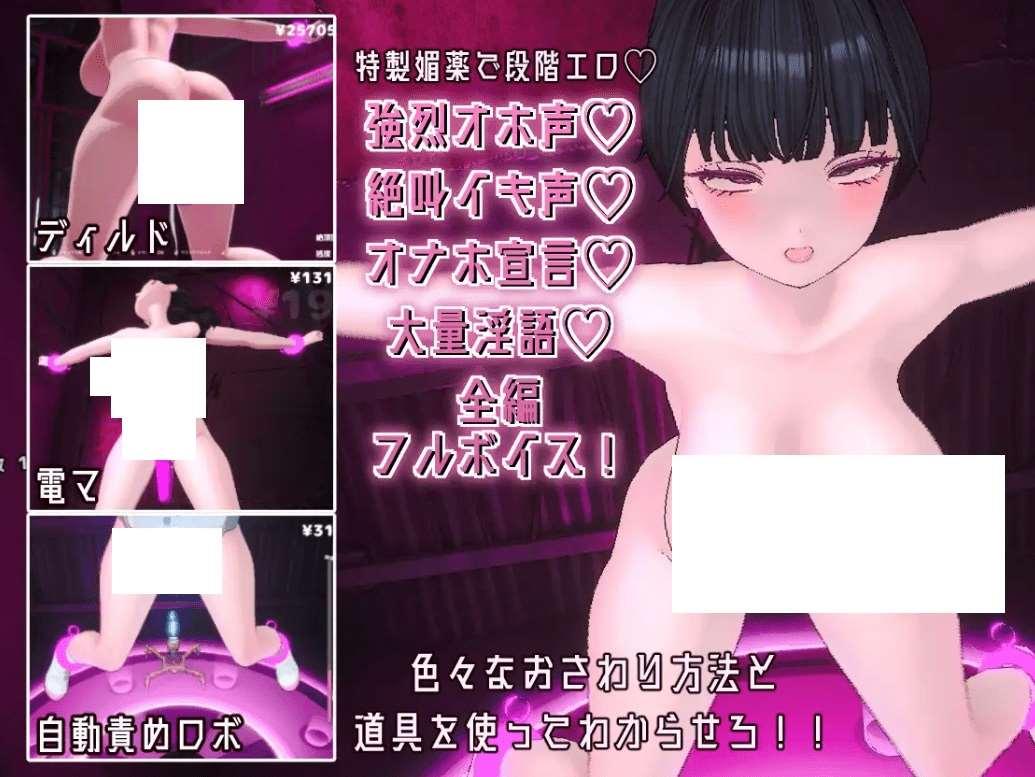 ¥25705
ディルド
¥131
電マ
¥31
自動責めロボ
特製媚薬で段階エロ♡
強烈オホ声♡
絶叫イキ声♡
オナホ宣言♡
大量淫語♡
全編
フルボイス！
色々なおさわり方法と
道具を使ってわからせろ！！